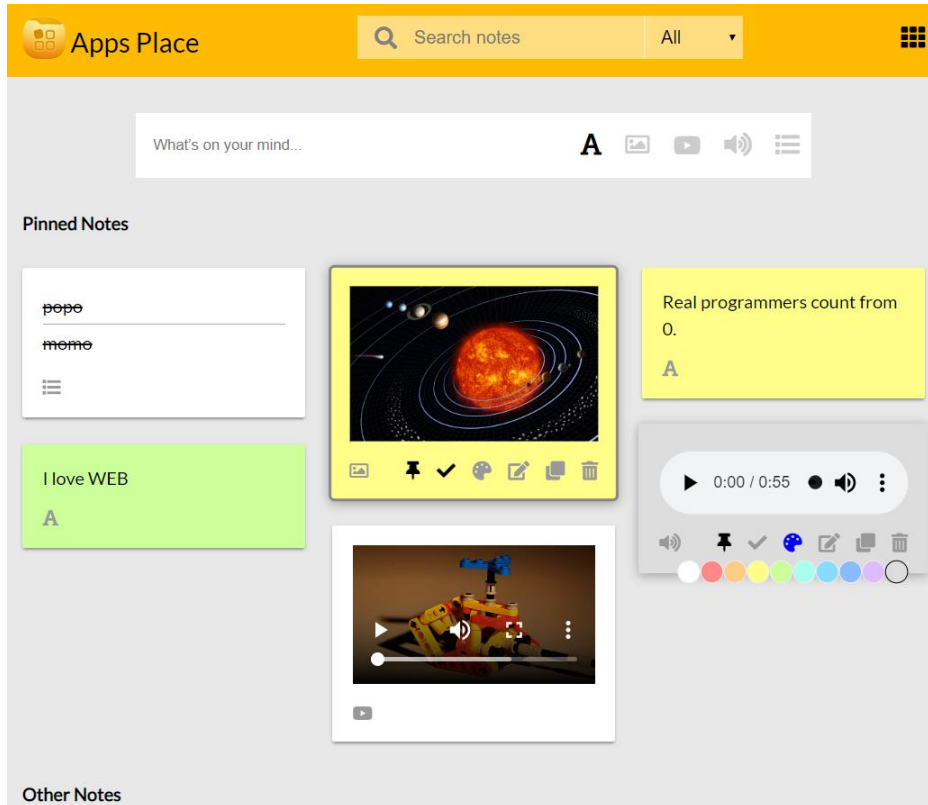 Apps Place
Search notes
All
What's on your mind...
A
Pinned Notes
popo
momo
I love WEB
A
Real programmers count from
0.
A
0:00 / 0:55
Other Notes